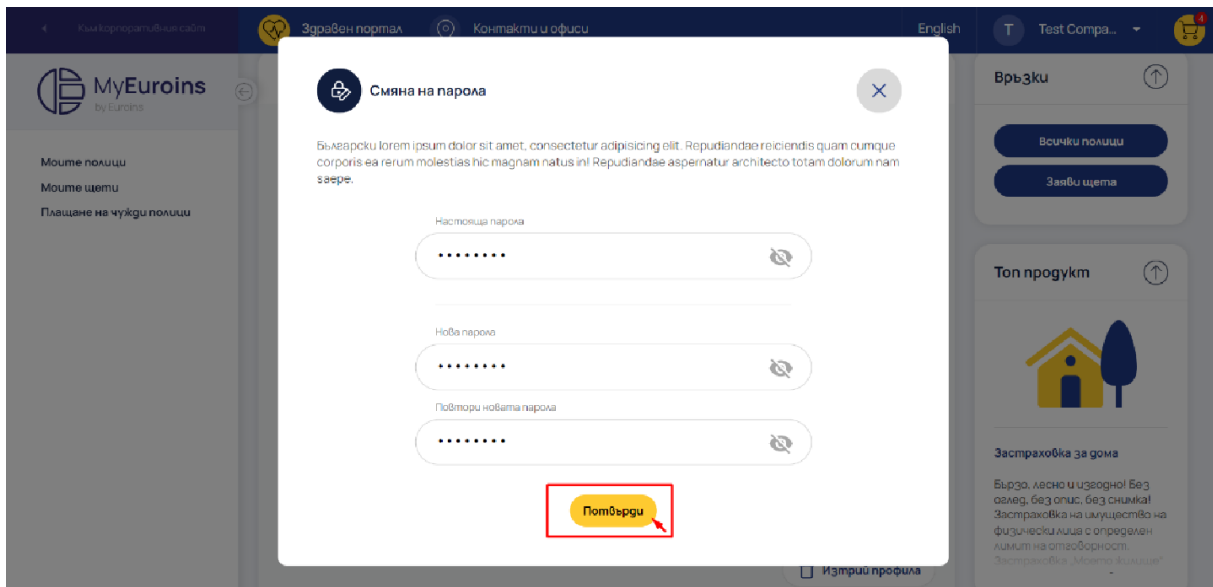 Към корпоративния сайт
Здравен портал
Контакти и офиси
English
T
Test Compa...
4
MyEuroins
by Euroins
Моите полици
Моите щети
Плащане на чужди полици
Смяна на парола
Български lorem ipsum dolor sit amet, consectetur adipisicing elit. Repudiandae reiciendis quam cumque
corporis ea rerum molestias hic magnam natus in! Repudiandae aspernatur architecto totam dolorum nam
saepe.
Настояща парола
••••••••
Нова парола
••••••••
Повтори новата парола
••••••••
Потвърди
Изтрий профила
Връзки
Всички полици
Заяви щета
Топ продукт
Застраховка за дома
Бързо, лесно и изгодно! Без
оглед, без опис, без снимка!
Застраховка на имущество на
физически лица с определен
лимит на отговорност.
Застраховка „Моето жилище"